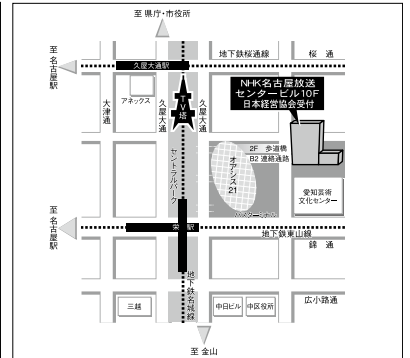 至 県庁・市役所
地下鉄桜通線
桜 通
久屋大通駅
至 名古屋駅
アネックス
大津通
久屋大通
TV塔
久屋大通
NHK名古屋放送
センタービル10F
日本経営協会受付
2F 歩道橋
B2 連絡通路
セントラルパーク
オアシス21
愛知芸術
文化センター
バスターミナル
至 名古屋駅
栄 駅
地下鉄東山線
錦 通
地下鉄名城線
三越
中日ビル
中区役所
広小路通
至 金山